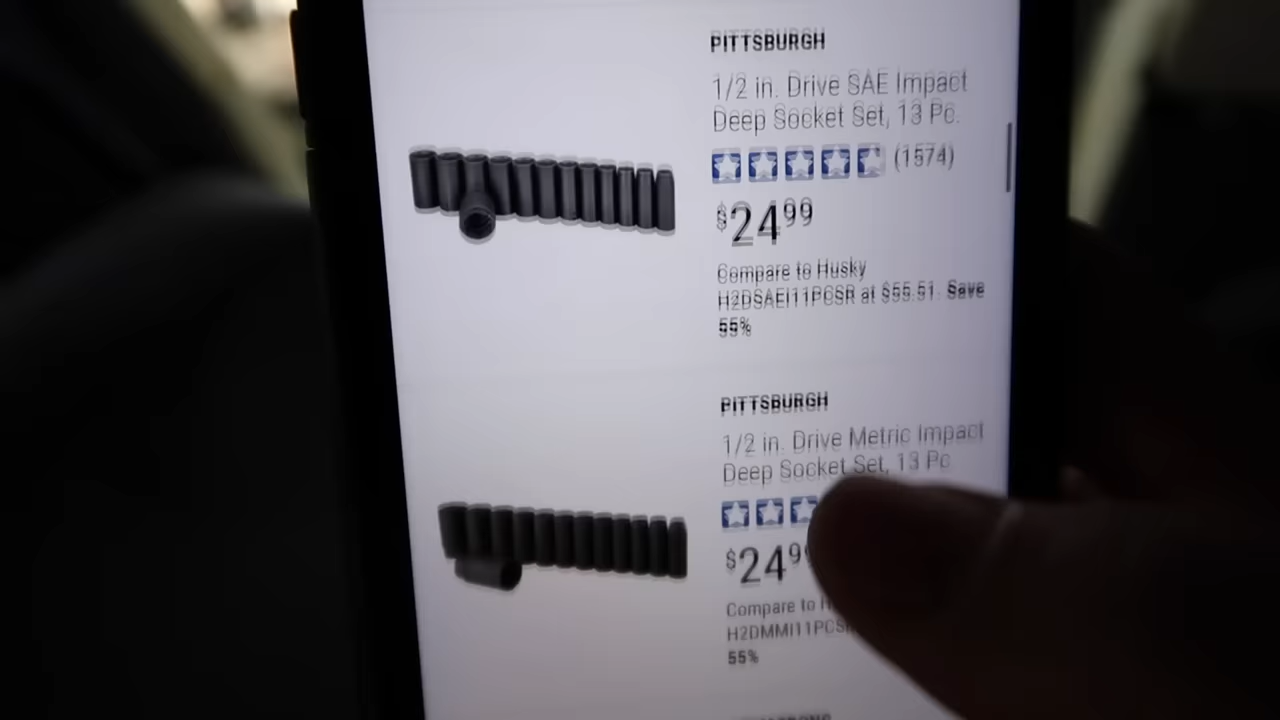 PITTSBURGH
1/2 in. Drive SAE Impact
Deep Socket Set, 13 Pc.
(1574)
$24 99
Compare to Husky
H2DSAEI11PCSR at $55.51. Save
55%
PITTSBURGH
1/2 in. Drive Metric Impact
Deep Socket Set, 13 Pc
$24 9
Compare to
H2DMMI11PCS
55%